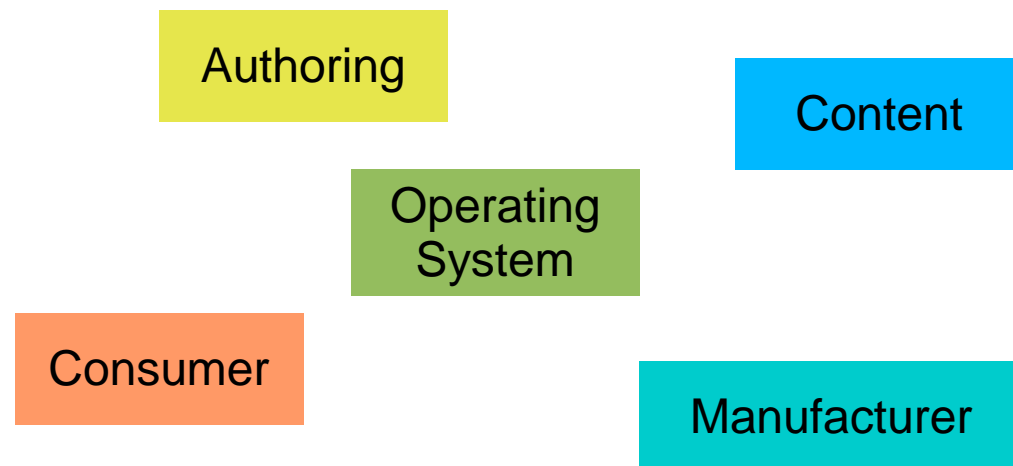 Authoring
Content
Operating
System
Consumer
Manufacturer